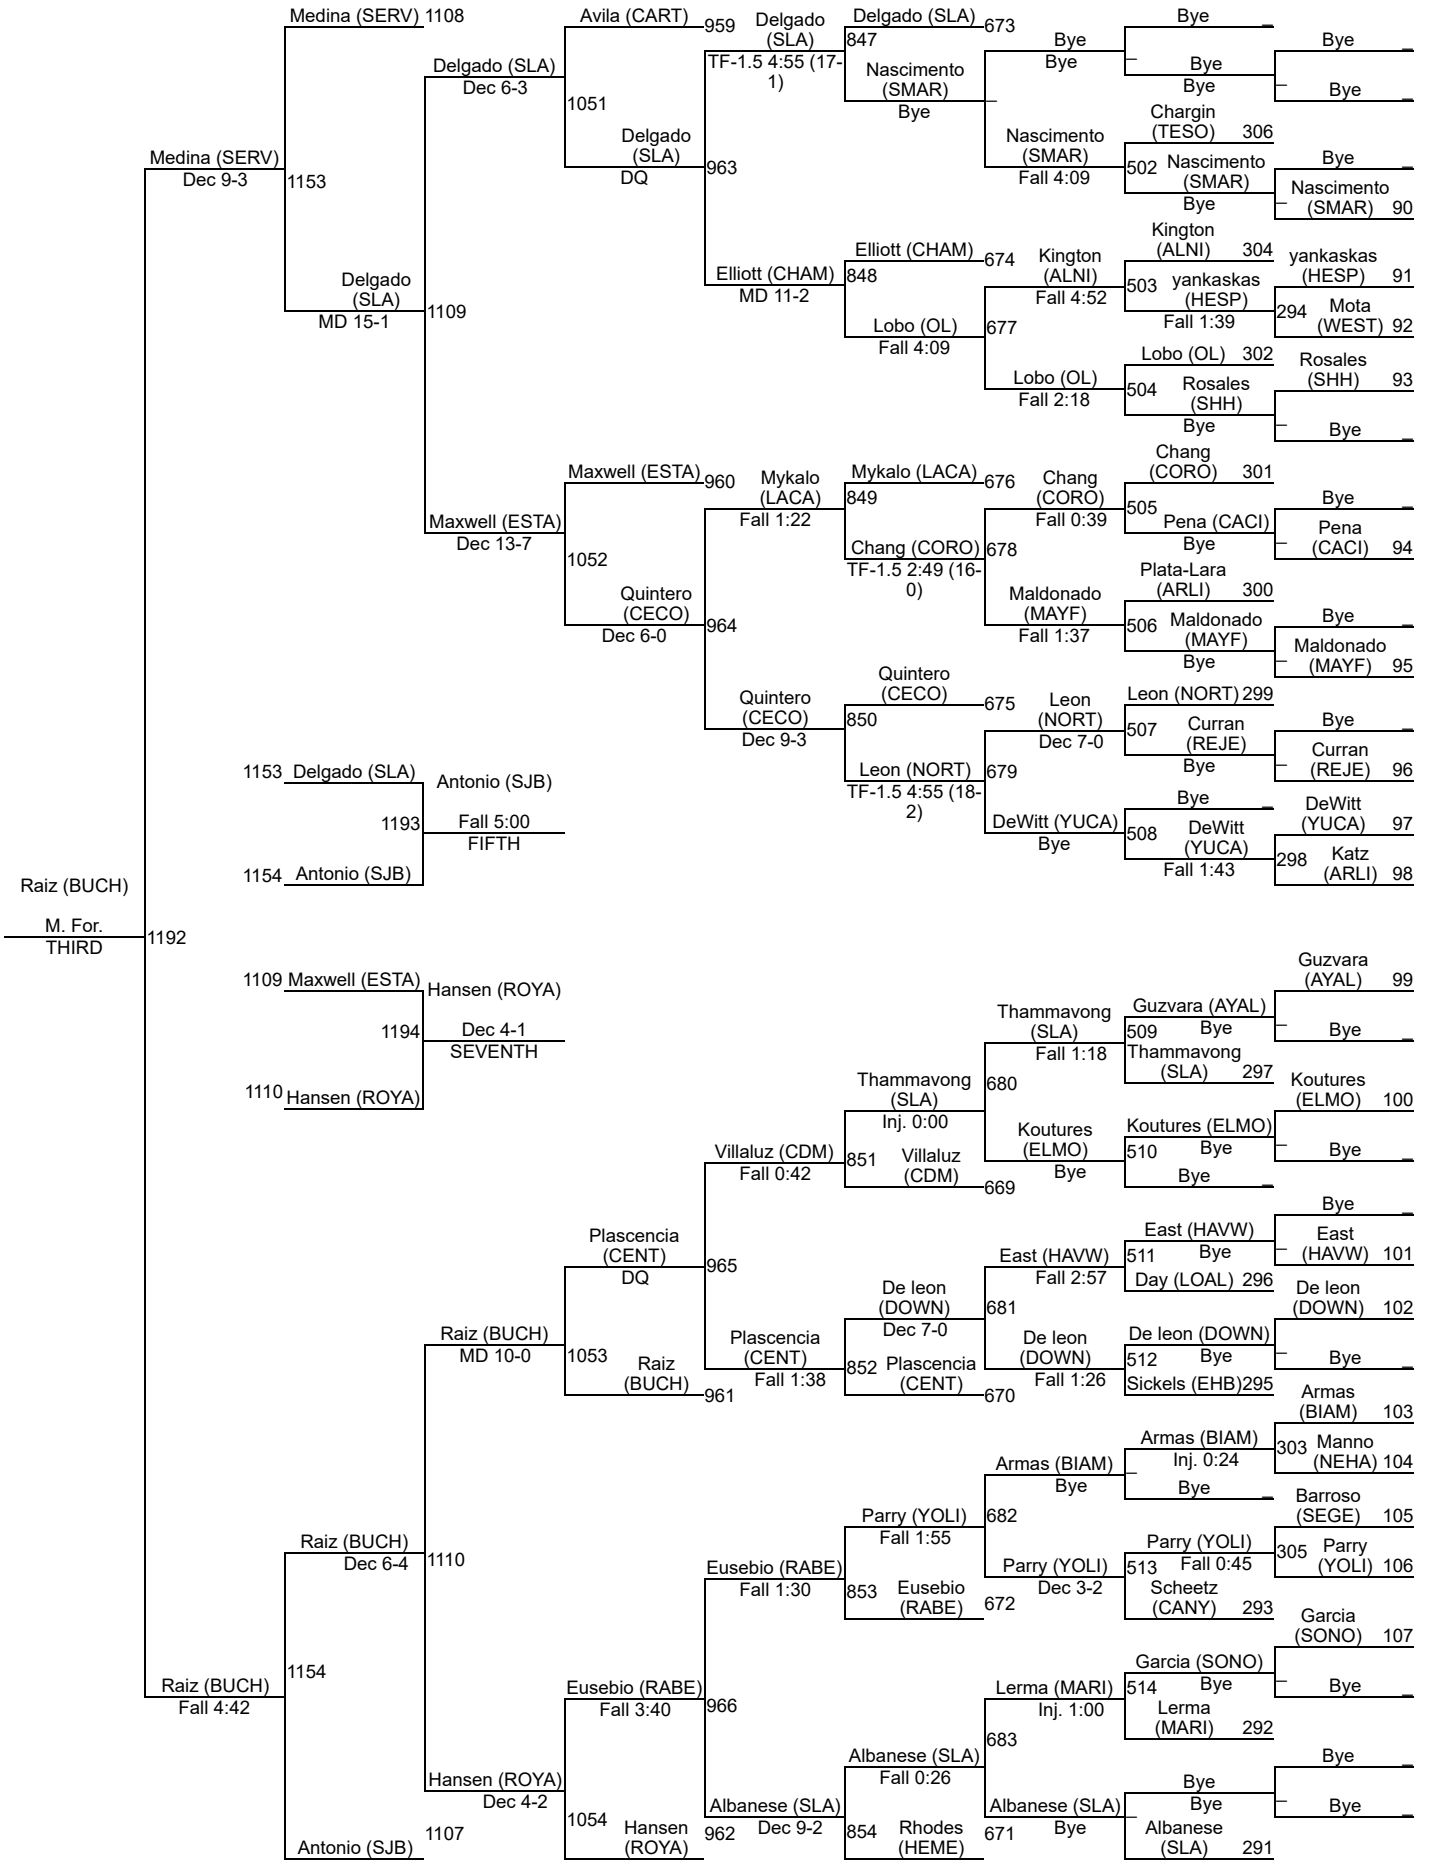 Medina (SERV) 1108
Avila (CART) 959
Delgado
(SLA)
TF-1.5 4:55 (17-
1)
Delgado (SLA) 673
847
Nascimento
(SMAR)
Bye
_
Bye
Bye
Bye _
_
Bye
Bye
Bye _
_
Bye _
Delgado (SLA)
Dec 6-3
1051
Delgado
(SLA)
DQ
963
Nascimento
(SMAR)
Fall 4:09
Chargin
(TESO) 306
502
Nascimento
(SMAR)
Bye
Bye _
_
Nascimento
(SMAR) 90
Medina (SERV)
Dec 9-3
1153
Delgado
(SLA)
MD 15-1
1109
Elliott (CHAM)
MD 11-2
Elliott (CHAM) 674
848
Lobo (OL)
Fall 4:09
677
Kington
(ALNI)
Fall 4:52
Kington
(ALNI) 304
503
yankaskas
(HESP)
Fall 1:39
yankaskas
(HESP) 91
294
Mota
(WEST) 92
Lobo (OL)
Fall 2:18
Lobo (OL) 302
504
Rosales
(SHH)
Bye
Rosales
(SHH) 93
_
Bye _
Maxwell (ESTA)
Dec 13-7
Maxwell (ESTA) 960
1052
Quintero
(CECO)
Dec 6-0
964
Mykalo
(LACA)
Fall 1:22
Mykalo (LACA) 676
849
Chang (CORO) 678
TF-1.5 2:49 (16-
0)
Chang
(CORO)
Fall 0:39
Chang
(CORO) 301
505
Pena (CACI)
Bye
Bye _
_
Pena
(CACI) 94
Maldonado
(MAYF)
Fall 1:37
Plata-Lara
(ARLI) 300
506
Maldonado
(MAYF)
Bye
Bye _
_
Maldonado
(MAYF) 95
Quintero
(CECO)
Dec 9-3
Quintero
(CECO) 675
850
Leon (NORT) 679
TF-1.5 4:55 (18-
2)
Leon
(NORT)
Dec 7-0
Leon (NORT) 299
507
Curran
(REJE)
Bye
Bye _
_
Curran
(REJE) 96
DeWitt (YUCA)
Bye
Bye _
508
DeWitt
(YUCA)
Fall 1:43
DeWitt
(YUCA) 97
298
Katz
(ARLI) 98
1153 Delgado (SLA)
1193
1154 Antonio (SJB)
Antonio (SJB)
Fall 5:00
FIFTH
Raiz (BUCH)
M. For.
THIRD
1192
1109 Maxwell (ESTA)
1194
1110 Hansen (ROYA)
Hansen (ROYA)
Dec 4-1
SEVENTH
Thammavong
(SLA)
Fall 1:18
Guzvara (AYAL)
509 Bye
Thammavong
(SLA) 297
Guzvara
(AYAL) 99
_
Bye _
Thammavong
(SLA)
Inj. 0:00
680
851
Villaluz
(CDM) 669
Koutures
(ELMO)
Bye
Koutures (ELMO)
510 Bye
Bye _
Koutures
(ELMO) 100
_
Bye _
Villaluz (CDM)
Fall 0:42
Plascencia
(CENT)
DQ
965
East (HAVW)
Fall 2:57
East (HAVW)
511 Bye
Day (LOAL) 296
Bye _
_
East
(HAVW) 101
De leon
(DOWN)
Dec 7-0
681
852
Plascencia
(CENT) 670
De leon
(DOWN)
Fall 1:26
De leon (DOWN)
512 Bye
Sickels (EHB) 295
De leon
(DOWN) 102
_
Bye _
Raiz (BUCH)
MD 10-0
1053
Raiz
(BUCH) 961
Plascencia
(CENT)
Fall 1:38
Armas (BIAM)
Bye
Armas (BIAM)
Inj. 0:24
_
Bye _
Armas
(BIAM) 103
303
Manno
(NEHA) 104
Raiz (BUCH)
Dec 6-4
1110
Eusebio (RABE)
Fall 1:30
Parry (YOLI)
Fall 1:55
682
853
Eusebio
(RABE) 672
Parry (YOLI)
Dec 3-2
Parry (YOLI)
513 Fall 0:45
Scheetz
(CANY) 293
Barroso
(SEGE) 105
305
Parry
(YOLI) 106
Raiz (BUCH)
Fall 4:42
1154
Eusebio (RABE)
Fall 3:40
966
Lerma (MARI)
Inj. 1:00
Garcia (SONO)
514 Bye
Lerma
(MARI) 292
Garcia
(SONO) 107
_
Bye _
Hansen (ROYA)
Dec 4-2
1054
Hansen
(ROYA) 962
Albanese (SLA)
Dec 9-2
Albanese (SLA)
Fall 0:26
683
854
Rhodes
(HEME) 671
Albanese (SLA)
Bye
Bye
Bye
_
Albanese
(SLA) 291
Bye _
_
Bye _
Antonio (SJB) 1107